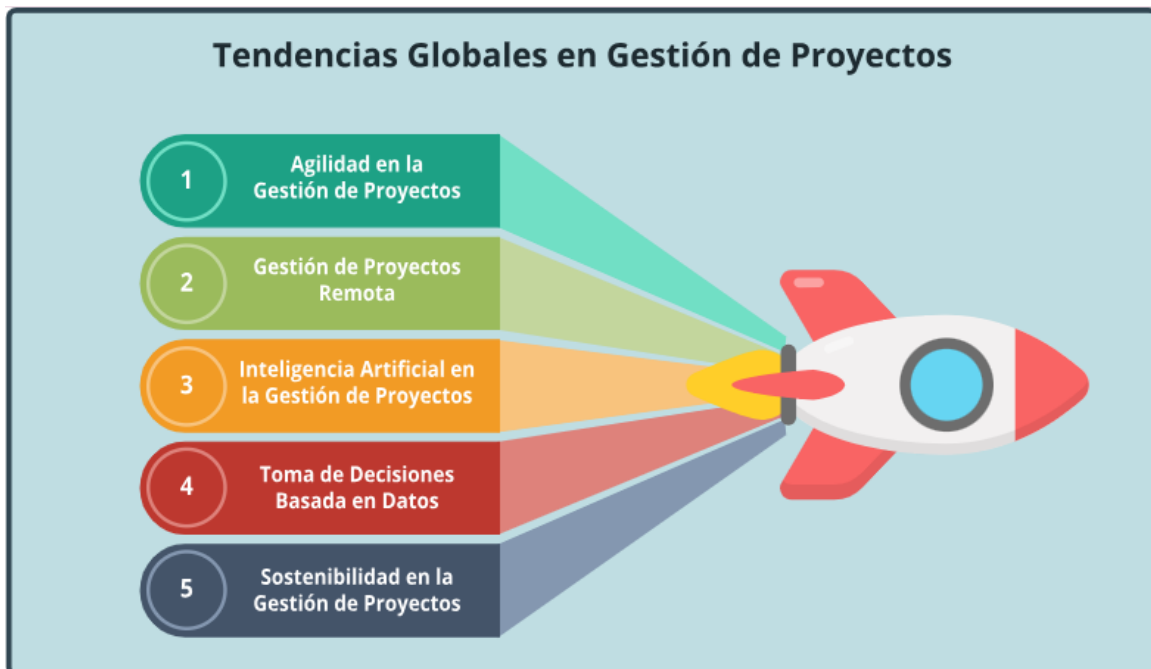 Tendencias Globales en Gestión de Proyectos
1
Agilidad en la
Gestión de Proyectos
2
Gestión de Proyectos
Remota
3
Inteligencia Artificial en
la Gestión de Proyectos
4
Toma de Decisiones
Basada en Datos
5
Sostenibilidad en la
Gestión de Proyectos